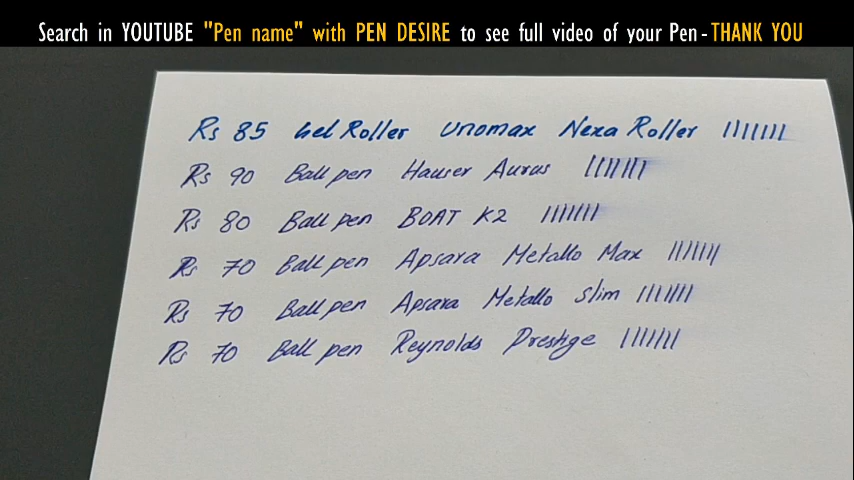 Search in YOUTUBE "Pen name" with PEN DESIRE to see full video of your Pen - THANK YOU
Rs 85 Gel Roller Unomax Nexa Roller
Rs 90 Ball pen Hauser Aurus
Rs 80 Ball pen BOAT K2
Rs 70 Ball pen Apsara Metallo Max
Rs 70 Ball pen Apsara Metallo Slim
Rs 70 Ball pen Reynolds Prestige